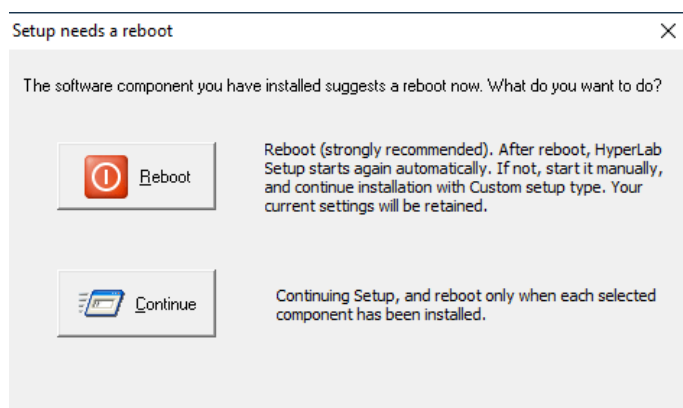 Setup needs a reboot
The software component you have installed suggests a reboot now. What do you want to do?
Reboot
Reboot (strongly recommended). After reboot, HyperLab
Setup starts again automatically. If not, start it manually,
and continue installation with Custom setup type. Your
current settings will be retained.
Continue
Continuing Setup, and reboot only when each selected
component has been installed.